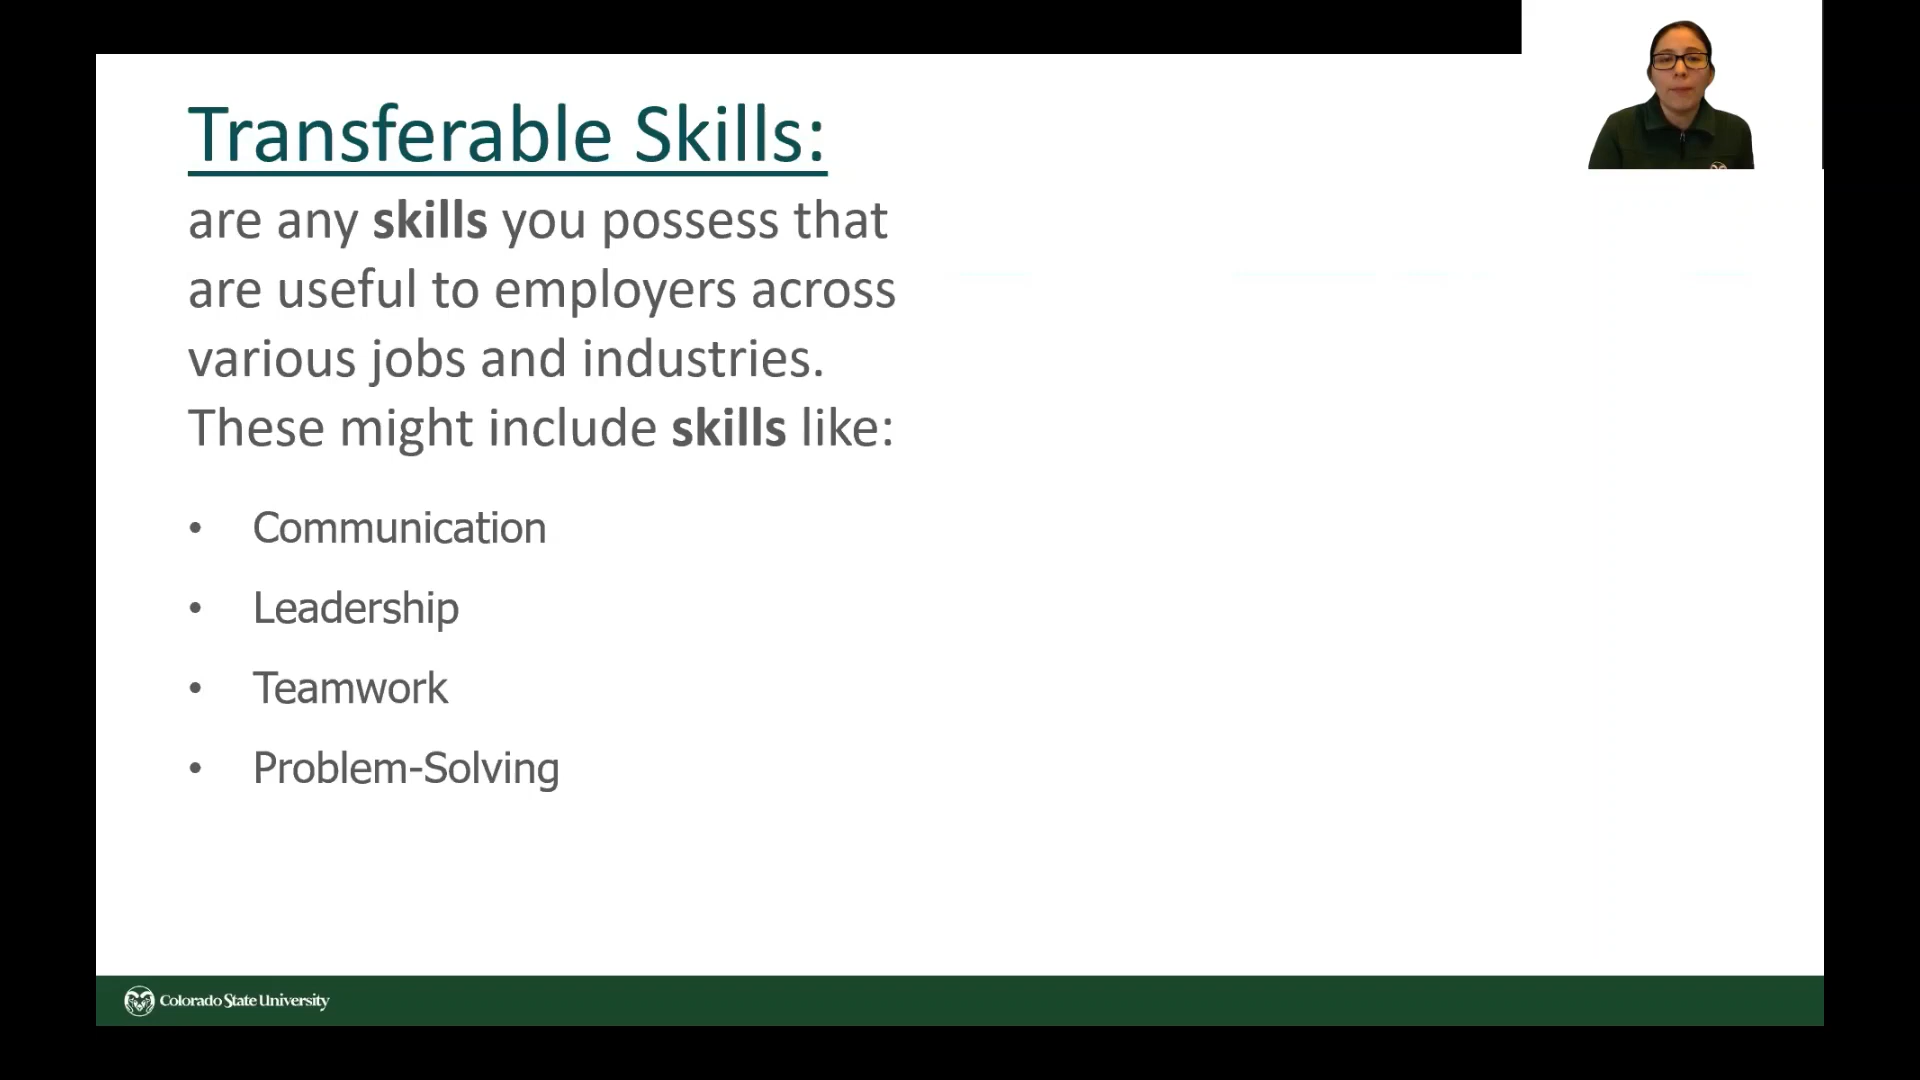 Transferable Skills:
are any skills you possess that
are useful to employers across
various jobs and industries.
These might include skills like:
• Communication
• Leadership
• Teamwork
• Problem-Solving
Colorado State University